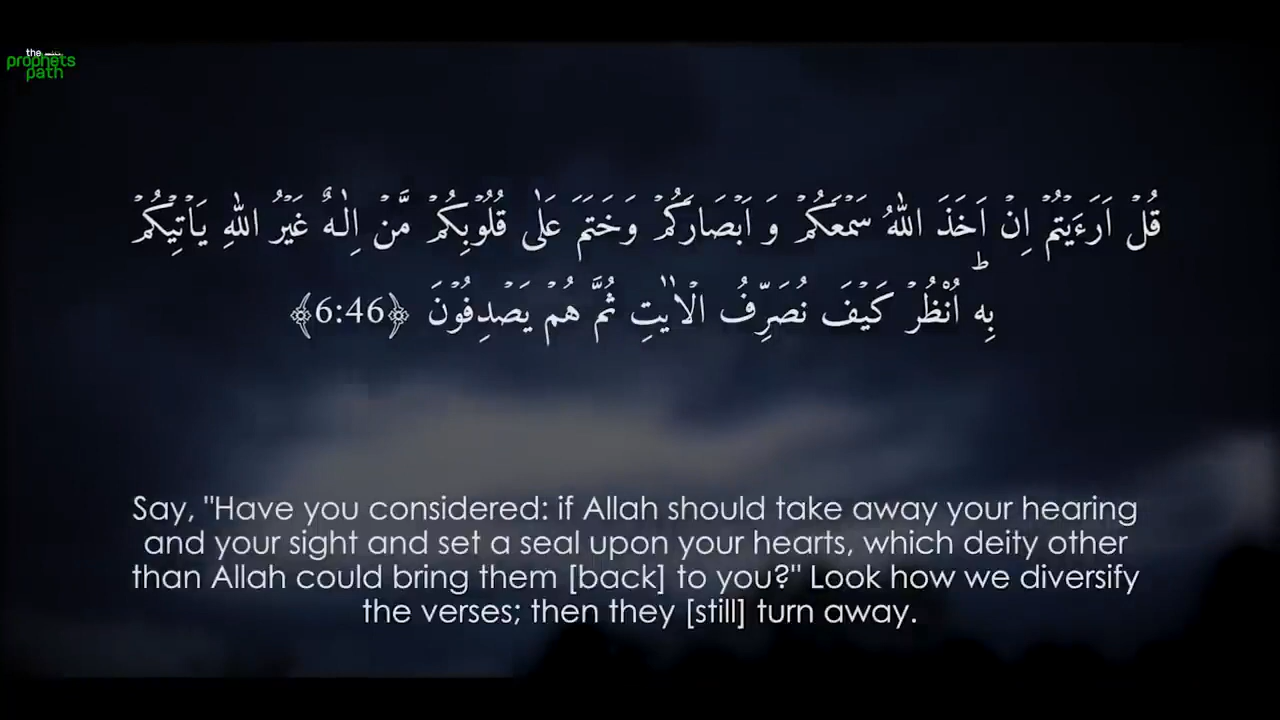 the
prophets
path
قُلْ اَرَءَيْتُمْ اِنْ اَخَذَ اللّٰهُ سَمْعَكُمْ وَ اَبْصَارَكُمْ وَخَتَمَ عَلٰى قُلُوْبِكُمْ مَّنْ اِلٰهٌ غَيْرُ اللّٰهِ يَاْتِيْكُمْ
بِهٖ ؕ اُنْظُرْ كَيْفَ نُصَرِّفُ الْاٰيٰتِ ثُمَّ هُمْ يَصْدِفُوْنَ ﴿6:46﴾
Say, "Have you considered: if Allah should take away your hearing
and your sight and set a seal upon your hearts, which deity other
than Allah could bring them [back] to you?" Look how we diversify
the verses; then they [still] turn away.